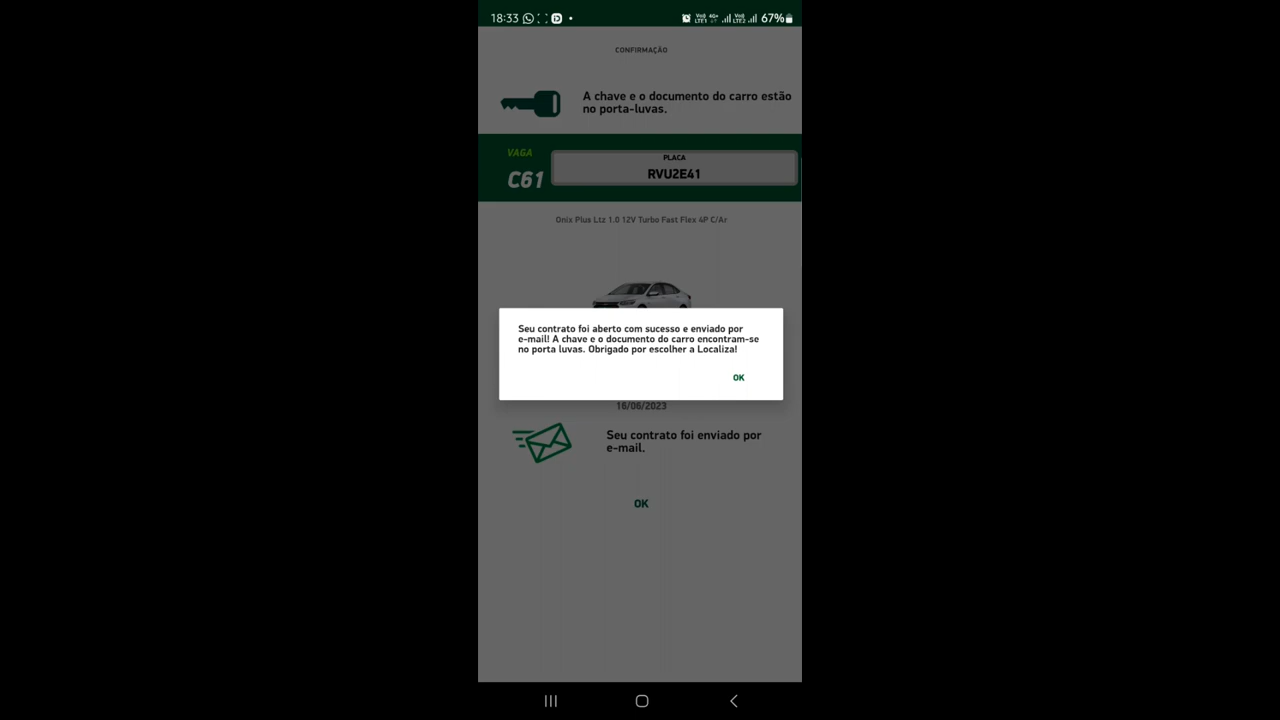 18:33
67%
CONFIRMAÇÃO
A chave e o documento do carro estão
no porta-luvas.
VAGA
C61
PLACA
RVU2E41
Onix Plus Ltz 1.0 12V Turbo Fast Flex 4P C/Ar
Seu contrato foi aberto com sucesso e enviado por
e-mail! A chave e o documento do carro encontram-se
no porta luvas. Obrigado por escolher a Localiza!
OK
16/06/2023
Seu contrato foi enviado por
e-mail.
OK